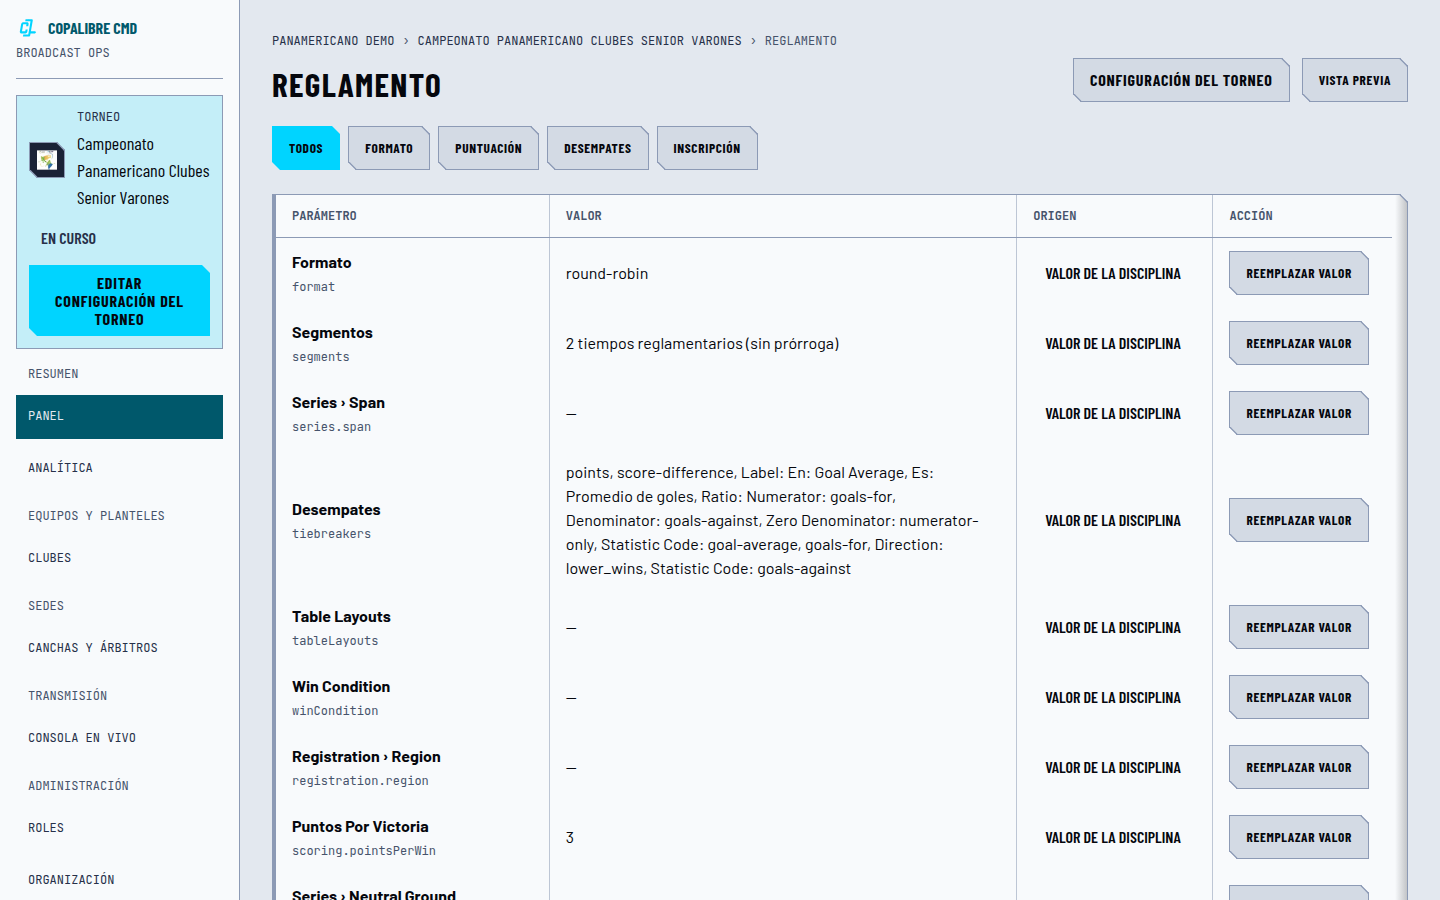 COPALIBRE CMD
BROADCAST OPS
TORNEO
Campeonato
Panamericano Clubes
Senior Varones
EN CURSO
EDITAR
CONFIGURACIÓN DEL
TORNEO
RESUMEN
PANEL
ANALÍTICA
EQUIPOS Y PLANTELES
CLUBES
SEDES
CANCHAS Y ÁRBITROS
TRANSMISIÓN
CONSOLA EN VIVO
ADMINISTRACIÓN
ROLES
ORGANIZACIÓN
PANAMERICANO DEMO › CAMPEONATO PANAMERICANO CLUBES SENIOR VARONES › REGLAMENTO
REGLAMENTO
CONFIGURACIÓN DEL TORNEO
VISTA PREVIA
TODOS
FORMATO
PUNTUACIÓN
DESEMPATES
INSCRIPCIÓN
PARÁMETRO
VALOR
ORIGEN
ACCIÓN
Formato
format
round-robin
VALOR DE LA DISCIPLINA
REEMPLAZAR VALOR
Segmentos
segments
2 tiempos reglamentarios (sin prórroga)
VALOR DE LA DISCIPLINA
REEMPLAZAR VALOR
Series › Span
series.span
—
VALOR DE LA DISCIPLINA
REEMPLAZAR VALOR
Desempates
tiebreakers
points, score-difference, Label: En: Goal Average, Es:
Promedio de goles, Ratio: Numerator: goals-for,
Denominator: goals-against, Zero Denominator: numerator-
only, Statistic Code: goal-average, goals-for, Direction:
lower_wins, Statistic Code: goals-against
VALOR DE LA DISCIPLINA
REEMPLAZAR VALOR
Table Layouts
tableLayouts
—
VALOR DE LA DISCIPLINA
REEMPLAZAR VALOR
Win Condition
winCondition
—
VALOR DE LA DISCIPLINA
REEMPLAZAR VALOR
Registration › Region
registration.region
—
VALOR DE LA DISCIPLINA
REEMPLAZAR VALOR
Puntos Por Victoria
scoring.pointsPerWin
3
VALOR DE LA DISCIPLINA
REEMPLAZAR VALOR
Series › Neutral Ground